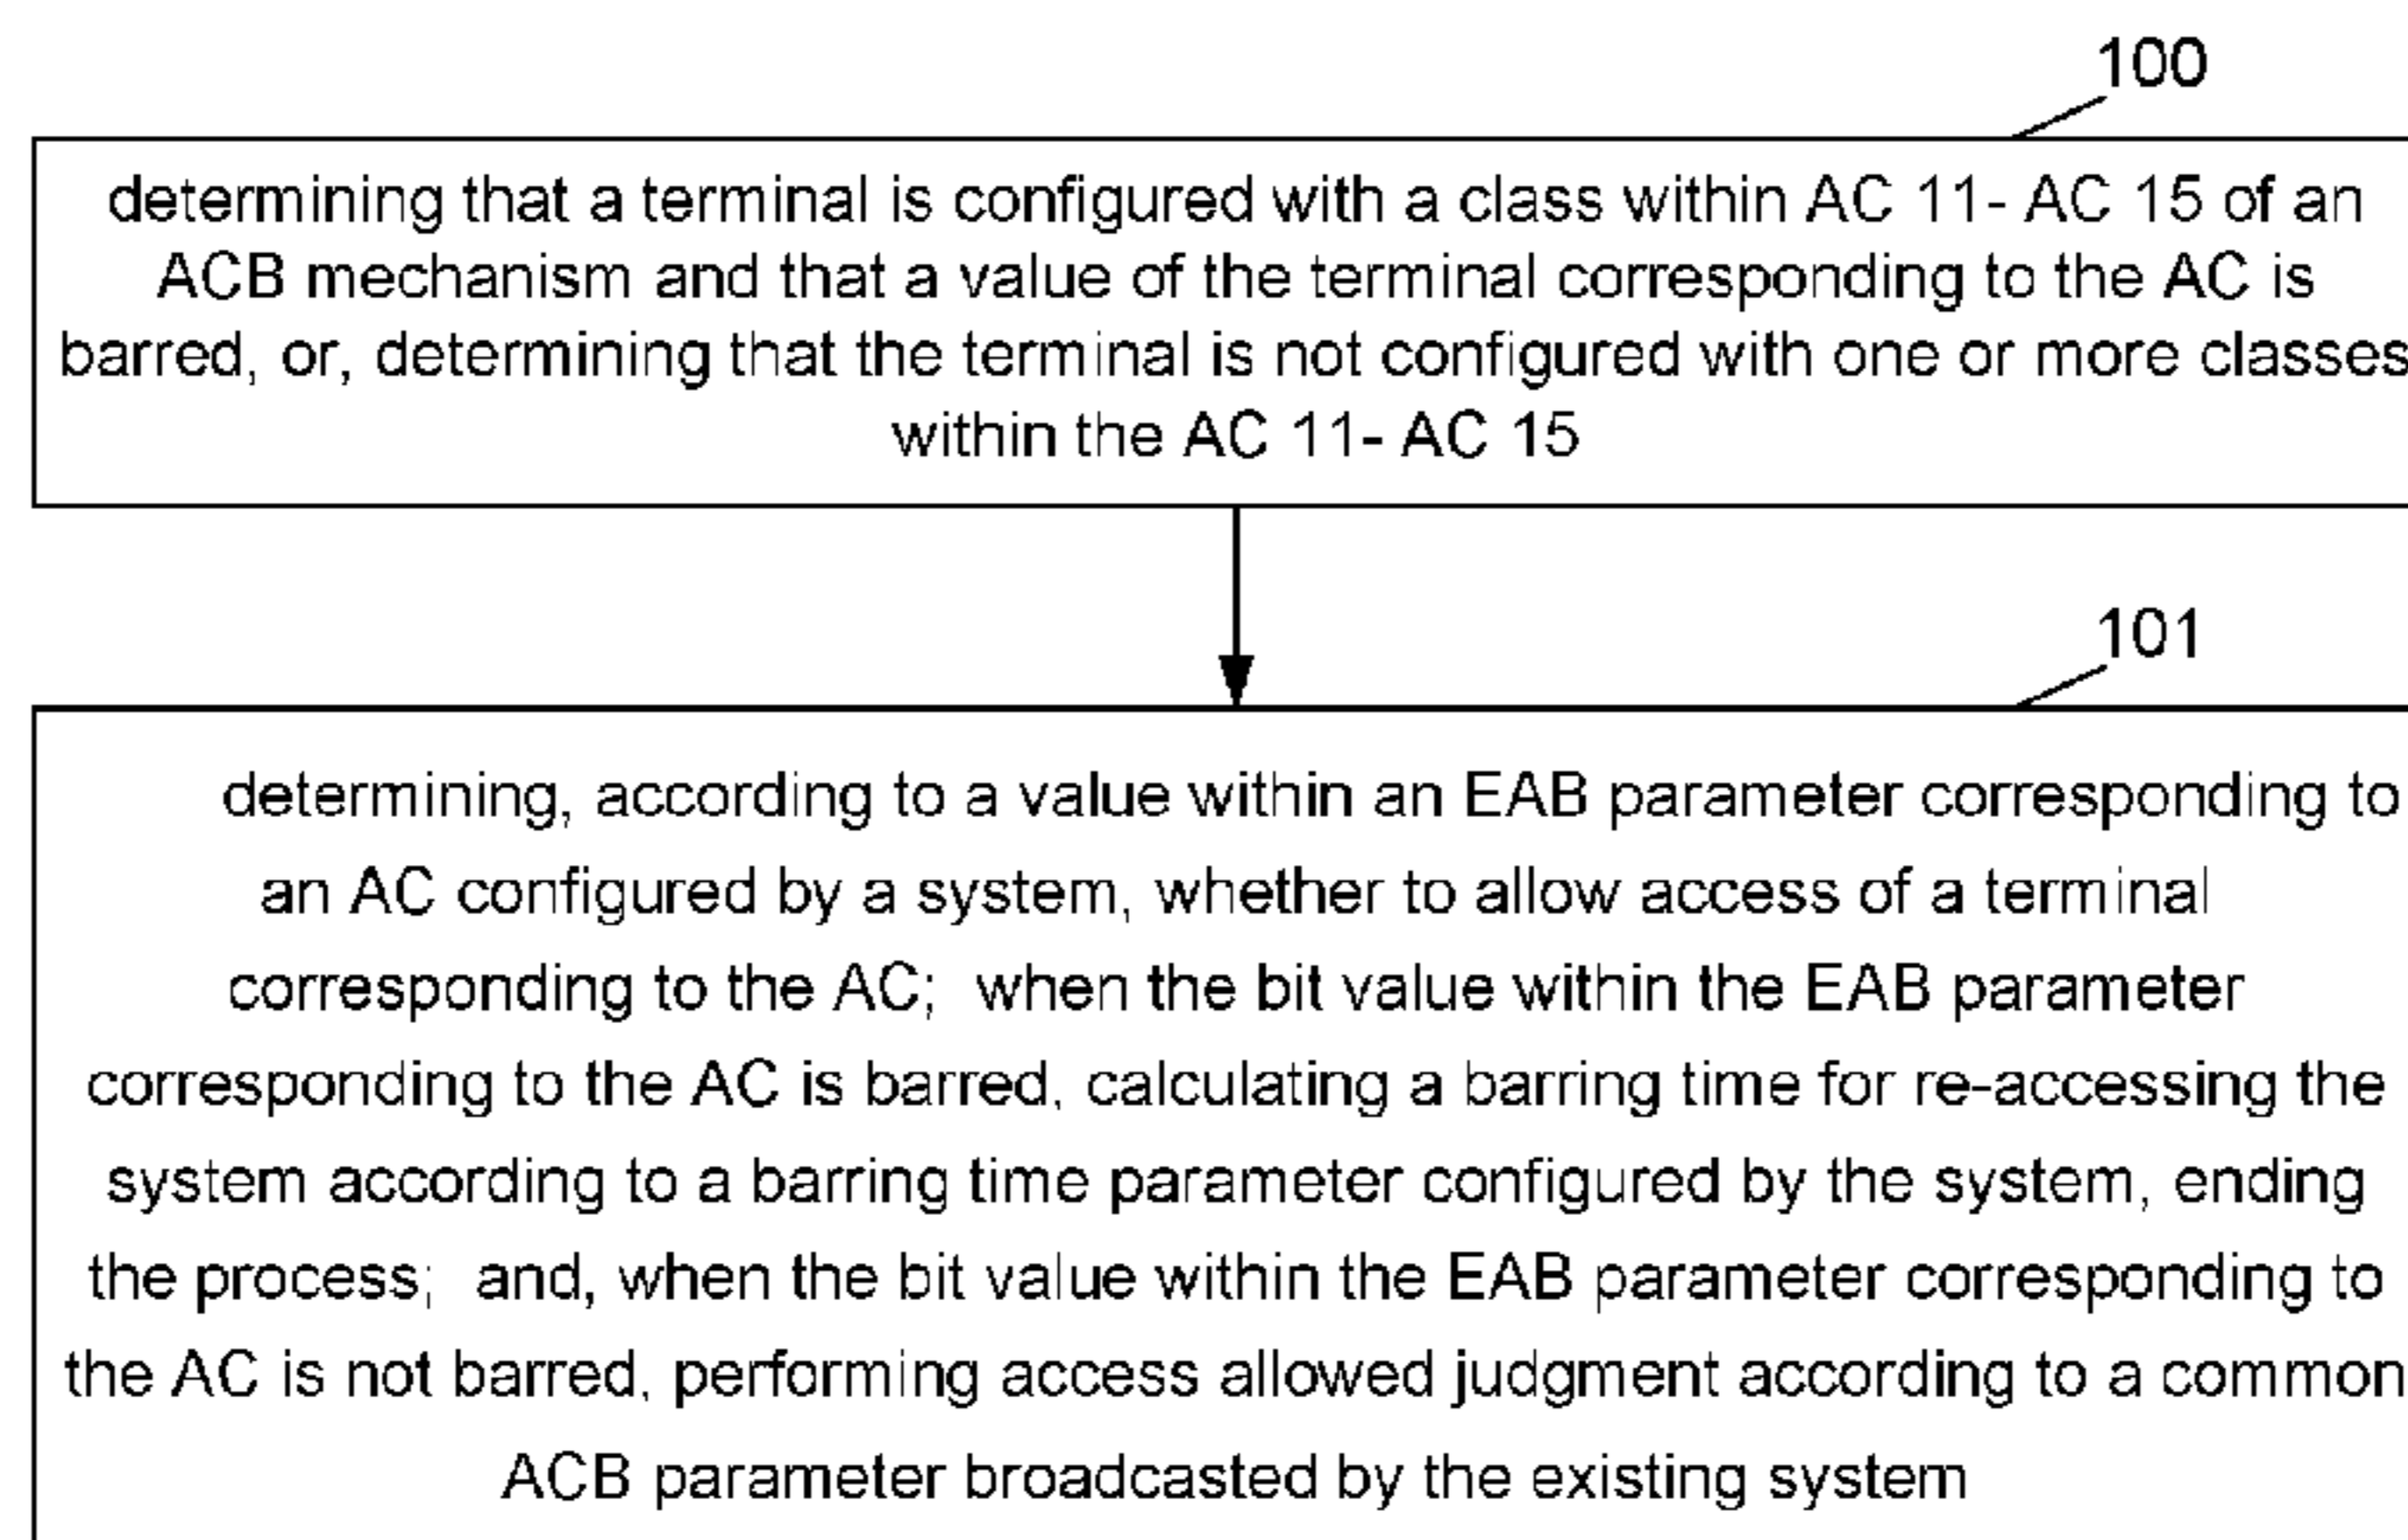 100
determining that a terminal is configured with a class within AC 11- AC 15 of an
ACB mechanism and that a value of the terminal corresponding to the AC is
barred, or, determining that the terminal is not configured with one or more classes
within the AC 11- AC 15
101
determining, according to a value within an EAB parameter corresponding to
an AC configured by a system, whether to allow access of a terminal
corresponding to the AC; when the bit value within the EAB parameter
corresponding to the AC is barred, calculating a barring time for re-accessing the
system according to a barring time parameter configured by the system, ending
the process; and, when the bit value within the EAB parameter corresponding to
the AC is not barred, performing access allowed judgment according to a common
ACB parameter broadcasted by the existing system